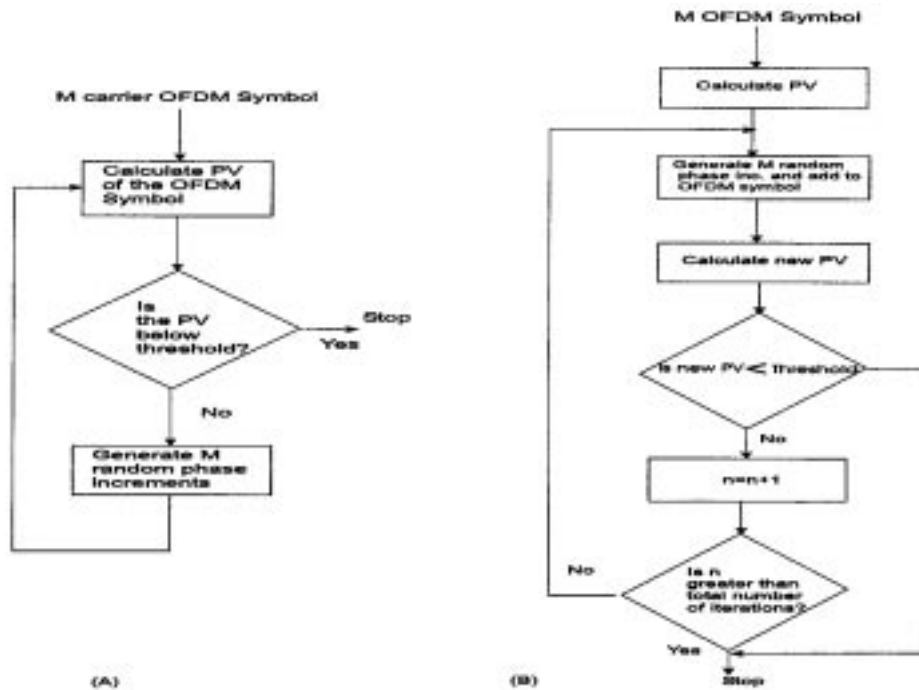 M carrier OFDM Symbol
Calculate PV
of the OFDM
Symbol
Is
the PV
below
threshold?
Stop
Yes
No
Generate M
random phase
increments
(A)
M OFDM Symbol
Calculate PV
Generate M random
phase inc. and add to
OFDM symbol
Calculate new PV
Is new PV < Threshold
No
n=n+1
Is n
greater than
total number
of iterations?
No
Yes
Stop
(B)